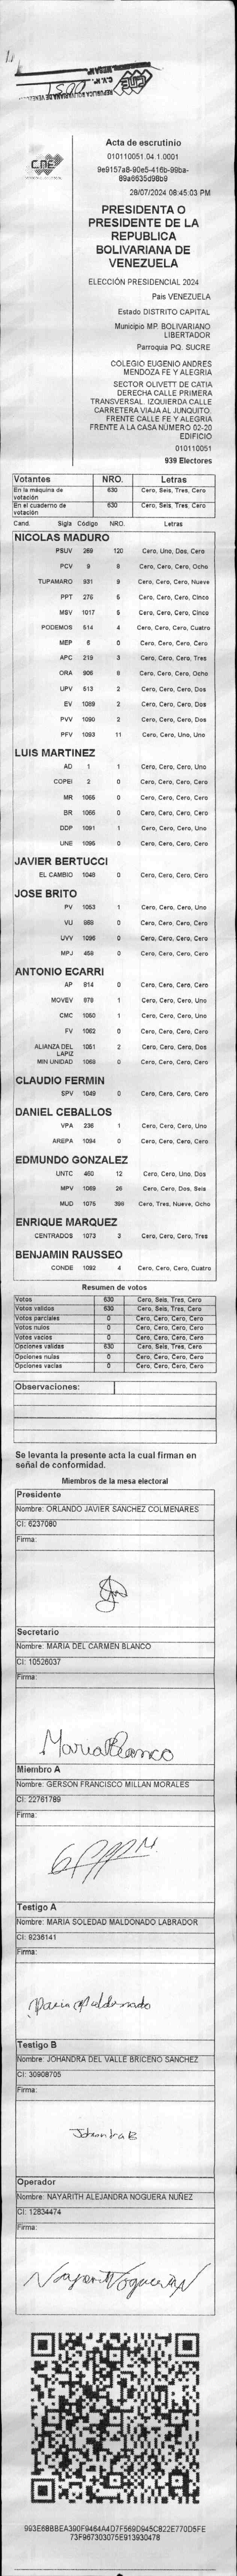 CNE
Acta de escrutinio
010110051.04.1.0001
9e9157a8-90e5-416b-99ba-
89a6635d98b9
28/07/2024 08:45:03 PM
PRESIDENTA O
PRESIDENTE DE LA
REPUBLICA
BOLIVARIANA DE
VENEZUELA
ELECCIÓN PRESIDENCIAL 2024
Pais VENEZUELA
Estado DISTRITO CAPITAL
Municipio MP. BOLIVARIANO
LIBERTADOR
Parroquia PQ. SUCRE
COLEGIO EUGENIO ANDRES
MENDOZA FE Y ALEGRIA
SECTOR OLIVETT DE CATIA
DERECHA CALLE PRIMERA
TRANSVERSAL. IZQUIERDA CALLE
CARRETERA VIAJA AL JUNQUITO.
FRENTE CALLE FE Y ALEGRIA
FRENTE A LA CASA NÚMERO 02-20
EDIFICIO
010110051
939 Electores
Votantes NRO. Letras
En la máquina de votación 630 Cero, Seis, Tres, Cero
En el cuaderno de votación 630 Cero, Seis, Tres, Cero
Cand. Sigla Código NRO. Letras
NICOLAS MADURO
PSUV 269 120 Cero, Uno, Dos, Cero
PCV 9 8 Cero, Cero, Cero, Ocho
TUPAMARO 931 9 Cero, Cero, Cero, Nueve
PPT 276 5 Cero, Cero, Cero, Cinco
MSV 1017 5 Cero, Cero, Cero, Cinco
PODEMOS 514 4 Cero, Cero, Cero, Cuatro
MEP 6 0 Cero, Cero, Cero, Cero
APC 219 3 Cero, Cero, Cero, Tres
ORA 906 8 Cero, Cero, Cero, Ocho
UPV 513 2 Cero, Cero, Cero, Dos
EV 1089 2 Cero, Cero, Cero, Dos
PVV 1090 2 Cero, Cero, Cero, Dos
PFV 1093 11 Cero, Cero, Uno, Uno
LUIS MARTINEZ
AD 1 1 Cero, Cero, Cero, Uno
COPEI 2 0 Cero, Cero, Cero, Cero
MR 1065 0 Cero, Cero, Cero, Cero
BR 1066 0 Cero, Cero, Cero, Cero
DDP 1091 1 Cero, Cero, Cero, Uno
UNE 1095 0 Cero, Cero, Cero, Cero
JAVIER BERTUCCI
EL CAMBIO 1048 0 Cero, Cero, Cero, Cero
JOSE BRITO
PV 1053 1 Cero, Cero, Cero, Uno
VU 868 0 Cero, Cero, Cero, Cero
UVV 1096 0 Cero, Cero, Cero, Cero
MPJ 459 0 Cero, Cero, Cero, Cero
ANTONIO ECARRI
AP 814 0 Cero, Cero, Cero, Cero
MOVEV 878 1 Cero, Cero, Cero, Uno
CMC 1050 1 Cero, Cero, Cero, Uno
FV 1062 0 Cero, Cero, Cero, Cero
ALIANZA DEL LAPIZ 1051 2 Cero, Cero, Cero, Dos
MIN UNIDAD 1068 0 Cero, Cero, Cero, Cero
CLAUDIO FERMIN
SPV 1049 0 Cero, Cero, Cero, Cero
DANIEL CEBALLOS
VPA 236 1 Cero, Cero, Cero, Uno
AREPA 1094 0 Cero, Cero, Cero, Cero
EDMUNDO GONZALEZ
UNTC 460 12 Cero, Cero, Uno, Dos
MPV 1069 26 Cero, Cero, Dos, Seis
MUD 1075 398 Cero, Tres, Nueve, Ocho
ENRIQUE MARQUEZ
CENTRADOS 1073 3 Cero, Cero, Cero, Tres
BENJAMIN RAUSSEO
CONDE 1092 4 Cero, Cero, Cero, Cuatro
Resumen de votos
Votos 630 Cero, Seis, Tres, Cero
Votos validos 630 Cero, Seis, Tres, Cero
Votos parciales 0 Cero, Cero, Cero, Cero
Votos nulos 0 Cero, Cero, Cero, Cero
Votos vacios 0 Cero, Cero, Cero, Cero
Opciones validas 630 Cero, Seis, Tres, Cero
Opciones nulas 0 Cero, Cero, Cero, Cero
Opciones vacias 0 Cero, Cero, Cero, Cero
Observaciones:
Se levanta la presente acta la cual firman en
señal de conformidad.
Miembros de la mesa electoral
Presidente
Nombre: ORLANDO JAVIER SANCHEZ COLMENARES
CI: 6237080
Firma:
Secretario
Nombre: MARIA DEL CARMEN BLANCO
CI: 10526037
Firma:
Maria Blanco
Miembro A
Nombre: GERSON FRANCISCO MILLAN MORALES
CI: 22761789
Firma:
Testigo A
Nombre: MARIA SOLEDAD MALDONADO LABRADOR
CI: 9236141
Firma:
Maria Maldonado
Testigo B
Nombre: JOHANDRA DEL VALLE BRICENO SANCHEZ
CI: 30908705
Firma:
Johandra B
Operador
Nombre: NAYARITH ALEJANDRA NOGUERA NUÑEZ
CI: 12834474
Firma:
993E68BBEA390F9464A4D7F569D945C822E770D5FE
73F967303075E913930478